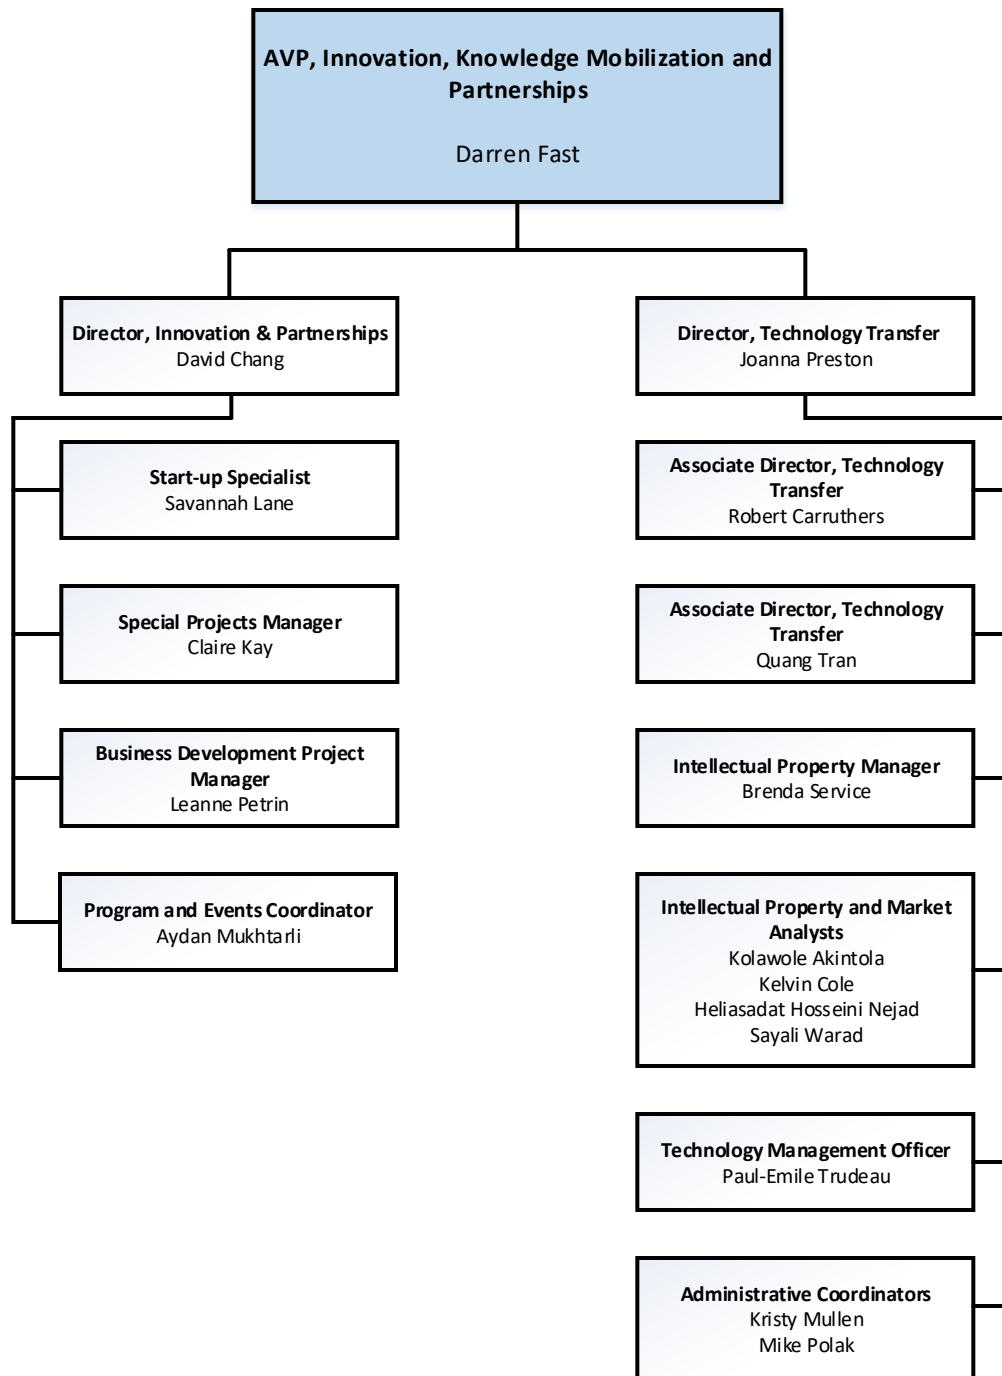 AVP, Innovation, Knowledge Mobilization and
Partnerships
Darren Fast
Director, Innovation & Partnerships
David Chang
Start-up Specialist
Savannah Lane
Special Projects Manager
Claire Kay
Business Development Project
Manager
Leanne Petrin
Program and Events Coordinator
Aydan Mukhtarli
Director, Technology Transfer
Joanna Preston
Associate Director, Technology
Transfer
Robert Carruthers
Associate Director, Technology
Transfer
Quang Tran
Intellectual Property Manager
Brenda Service
Intellectual Property and Market
Analysts
Kolawole Akintola
Kelvin Cole
Heliasadat Hosseini Nejad
Sayali Warad
Technology Management Officer
Paul-Emile Trudeau
Administrative Coordinators
Kristy Mullen
Mike Polak